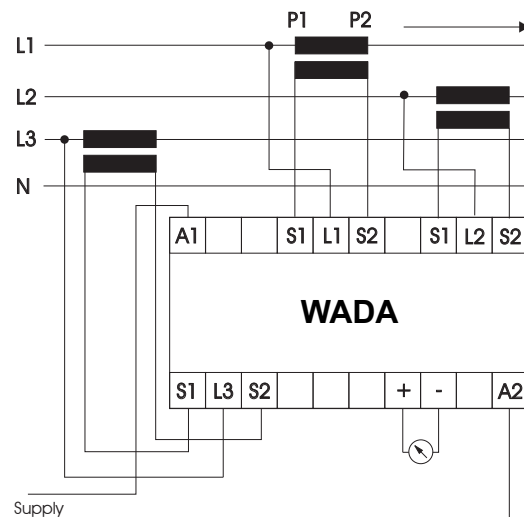 P1 P2
L1
L2
L3
N
A1 S1 L1 S2 S1 L2 S2
WADA
S1 L3 S2 + - A2
Supply